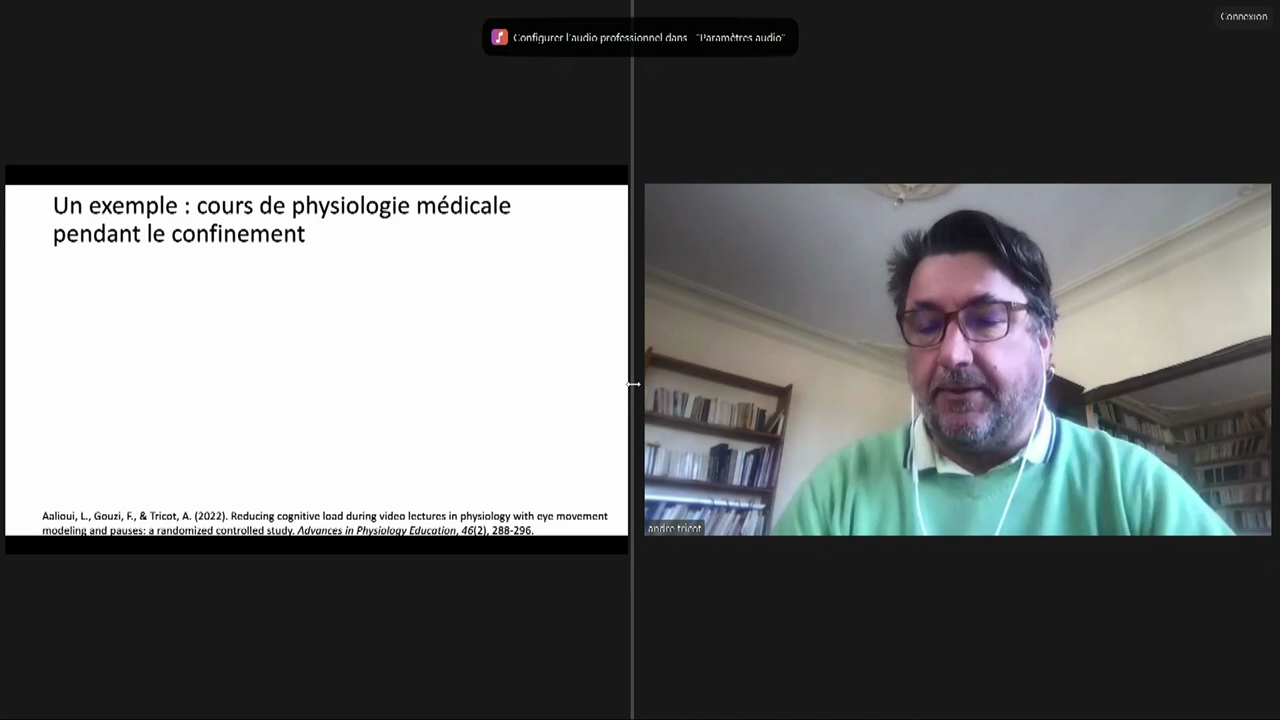 Connexion
Configurer l'audio professionnel dans "Paramètres audio"
Un exemple : cours de physiologie médicale
pendant le confinement
Aalioui, L., Gouzi, F., & Tricot, A. (2022). Reducing cognitive load during video lectures in physiology with eye movement
modeling and pauses: a randomized controlled study. Advances in Physiology Education, 46(2), 288-296.
andre tricot